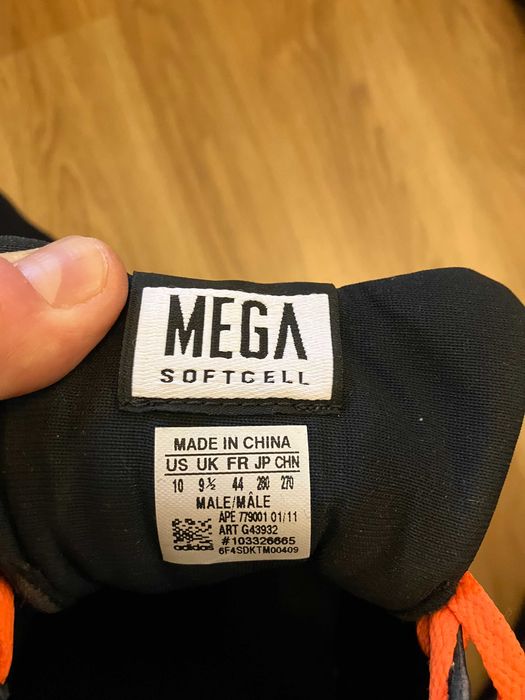 MEGA
SOFTCELL
MADE IN CHINA
US UK FR JP CHN
10 9½ 44 280 270
MALE/MÂLE
APE 779001 01/11
ART G43932
#103326665
adidas 6F4SDKTM00409